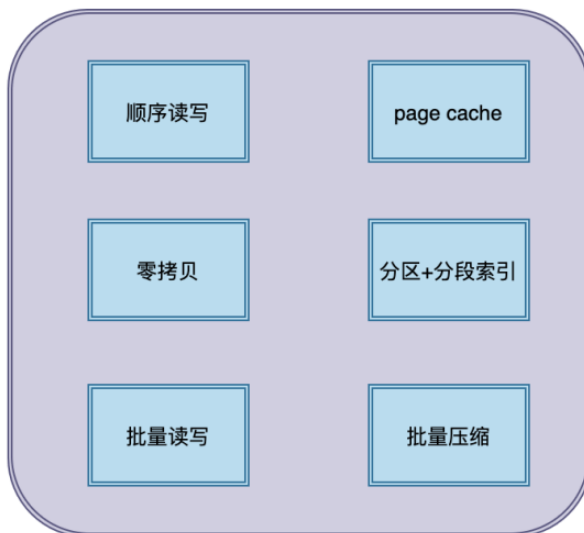 顺序读写
page cache
零拷贝
分区+分段索引
批量读写
批量压缩